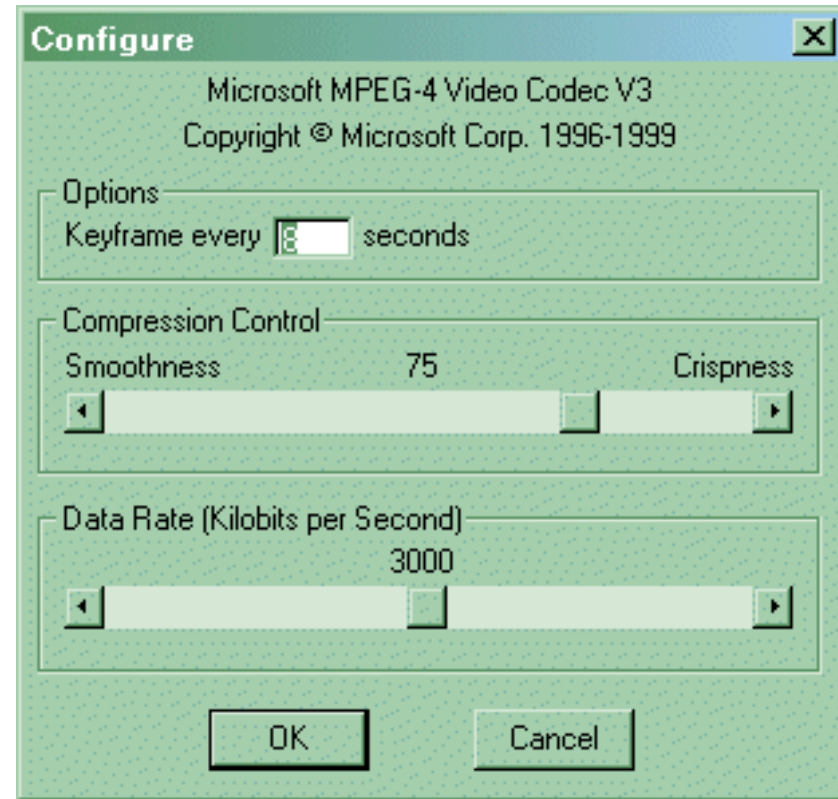 Configure
Microsoft MPEG-4 Video Codec V3
Copyright © Microsoft Corp. 1996-1999
Options
Keyframe every 8 seconds
Compression Control
Smoothness 75 Crispness
Data Rate (Kilobits per Second)
3000
OK Cancel